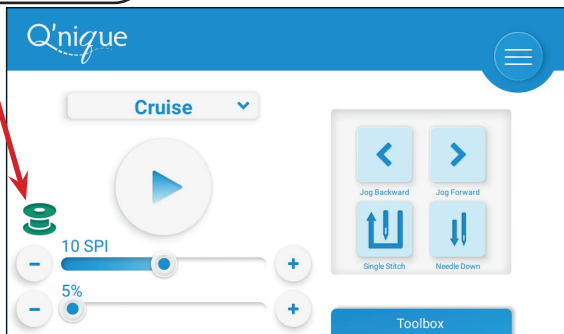 Q'nique
Cruise
Jog Backward
Jog Forward
10 SPI
Single Stitch
Needle Down
5%
Toolbox